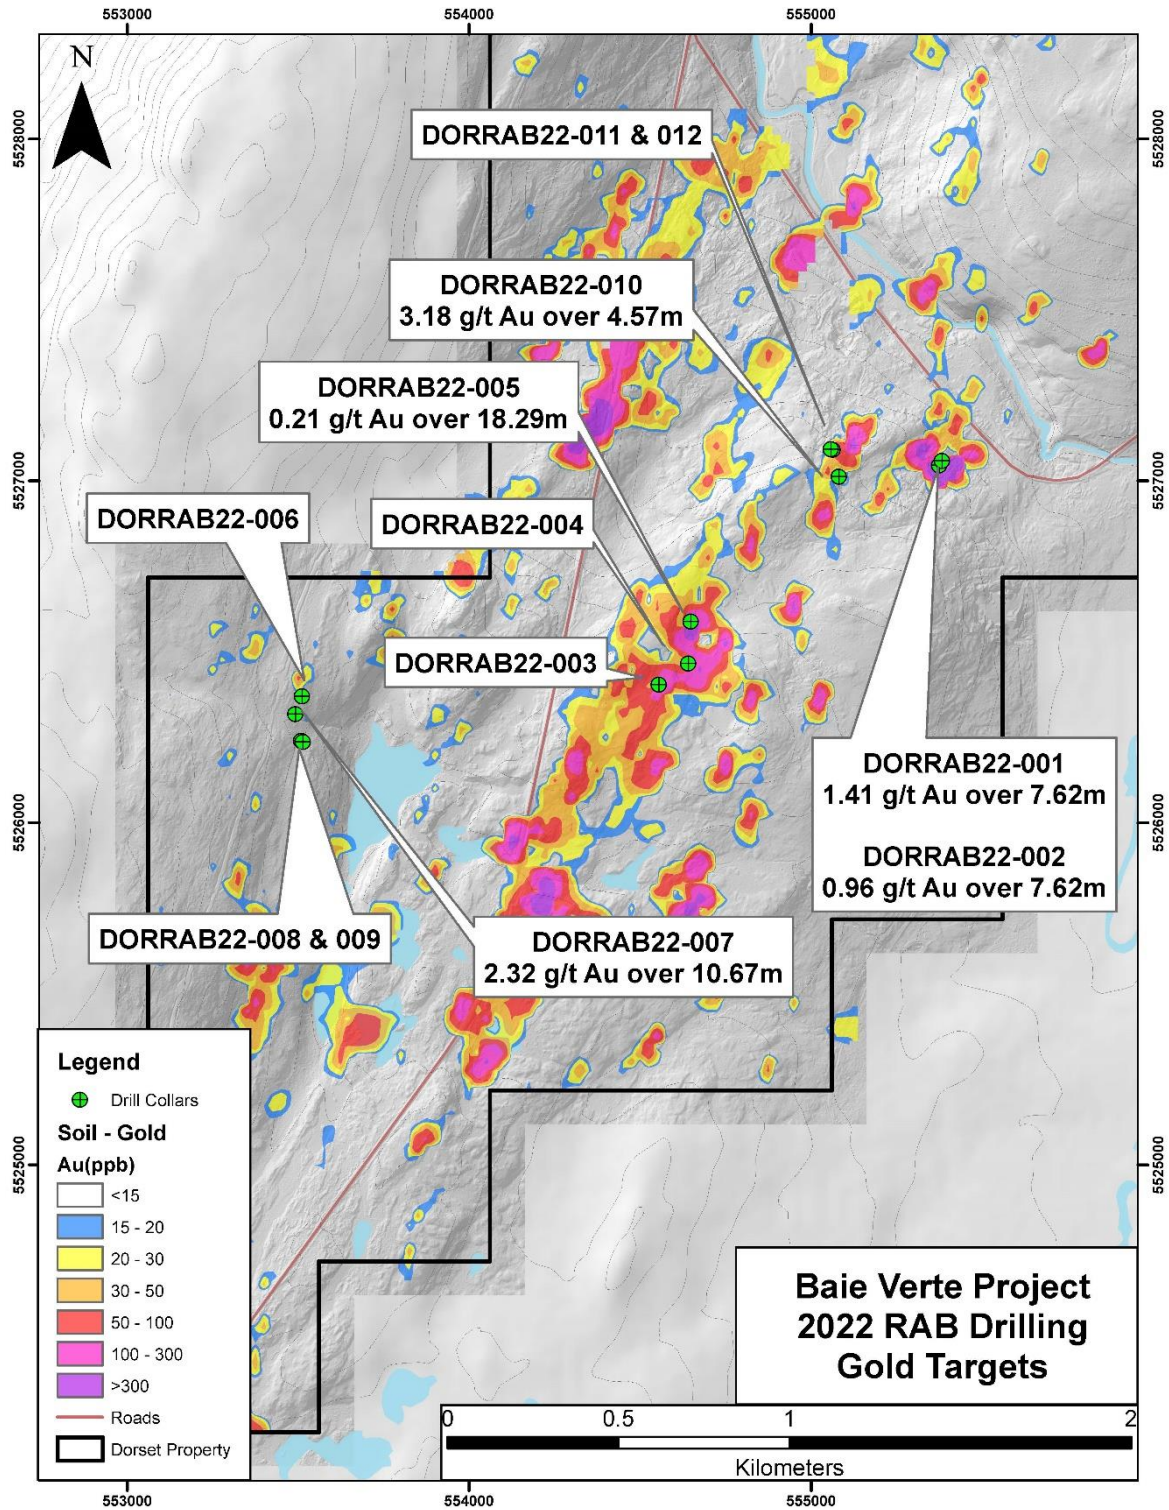 553000
554000
555000
N
5528000
5528000
DORRAB22-011 & 012
DORRAB22-010
3.18 g/t Au over 4.57m
DORRAB22-005
0.21 g/t Au over 18.29m
5527000
5527000
DORRAB22-006
DORRAB22-004
DORRAB22-003
DORRAB22-001
1.41 g/t Au over 7.62m
DORRAB22-002
0.96 g/t Au over 7.62m
5526000
5526000
DORRAB22-008 & 009
DORRAB22-007
2.32 g/t Au over 10.67m
5525000
5525000
Legend
Drill Collars
Soil - Gold
Au(ppb)
<15
15 - 20
20 - 30
30 - 50
50 - 100
100 - 300
>300
Roads
Dorset Property
Baie Verte Project
2022 RAB Drilling
Gold Targets
0 0.5 1 2
Kilometers
553000
554000
555000